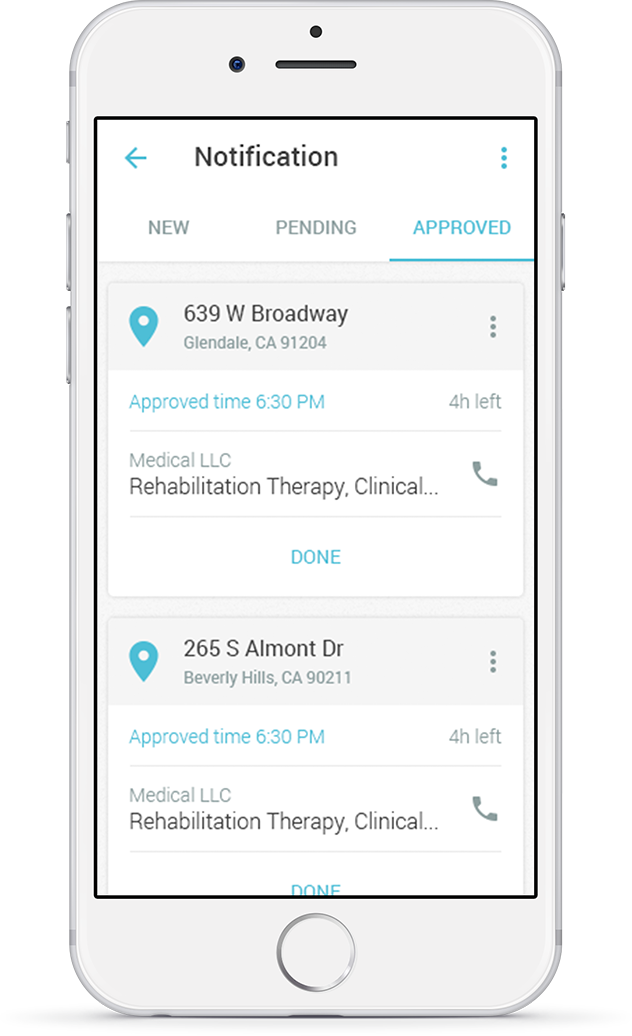 Notification
NEW PENDING APPROVED
639 W Broadway
Glendale, CA 91204
Approved time 6:30 PM 4h left
Medical LLC
Rehabilitation Therapy, Clinical...
DONE
265 S Almont Dr
Beverly Hills, CA 90211
Approved time 6:30 PM 4h left
Medical LLC
Rehabilitation Therapy, Clinical...
DONE